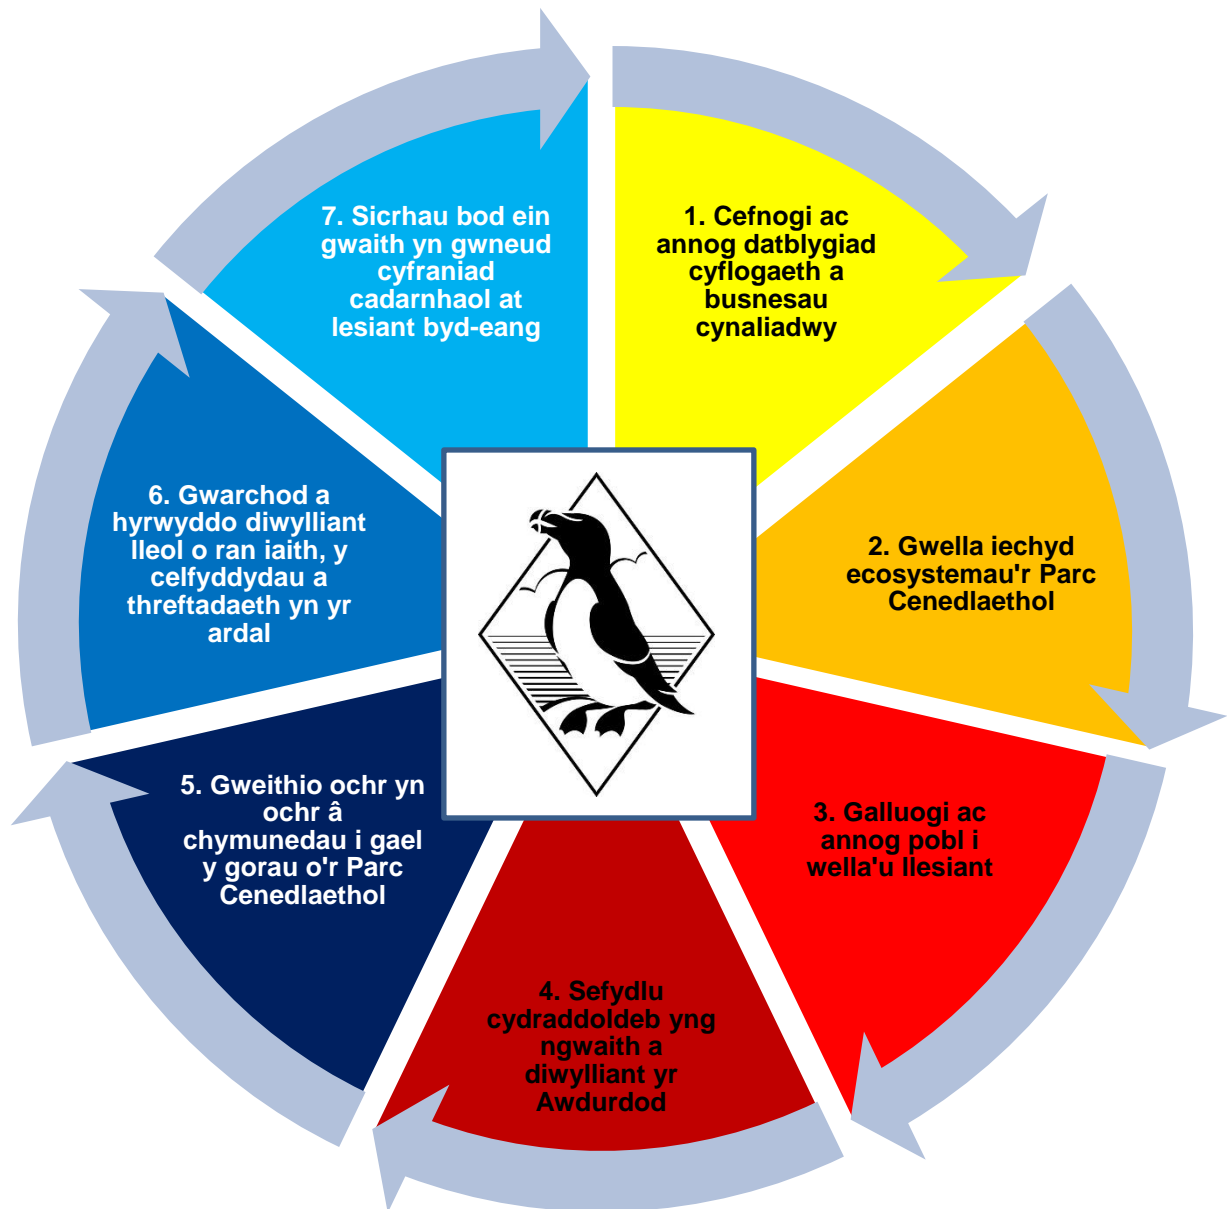 1. Cefnogi ac
annog datblygiad
cyflogaeth a
busnesau
cynaliadwy
2. Gwella iechyd
ecosystemau'r Parc
Cenedlaethol
3. Galluogi ac
annog pobl i
wella'u llesiant
4. Sefydlu
cydraddoldeb yng
ngwaith a
diwylliant yr
Awdurdod
5. Gweithio ochr yn
ochr â
chymunedau i gael
y gorau o'r Parc
Cenedlaethol
6. Gwarchod a
hyrwyddo diwylliant
lleol o ran iaith, y
celfyddydau a
threftadaeth yn yr
ardal
7. Sicrhau bod ein
gwaith yn gwneud
cyfraniad
cadarnhaol at
lesiant byd-eang